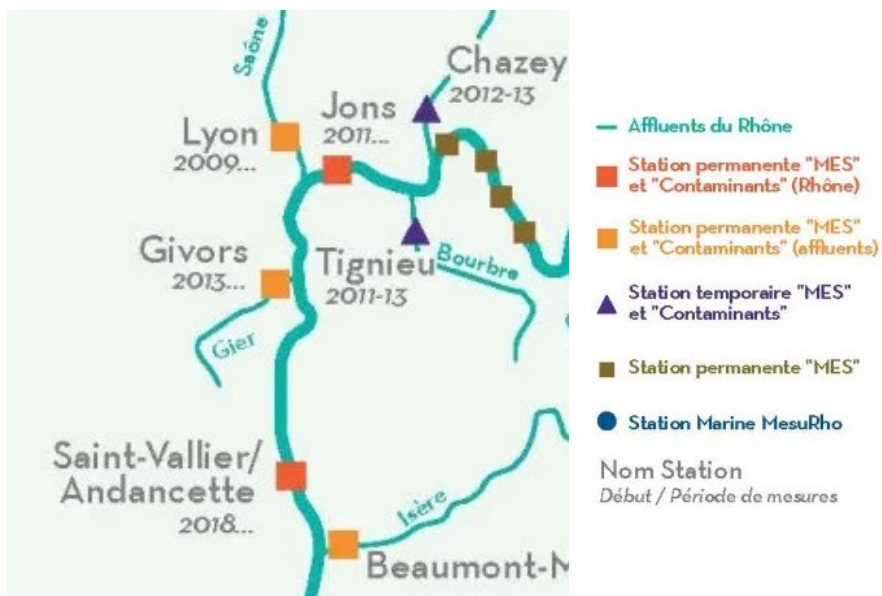 Saône
Chazey
2012-13
Jons
2011...
Lyon
2009...
Givors
2013...
Tignieu
2011-13
Bourbre
Gier
Saint-Vallier/
Andancette
2018...
Isère
Beaumont-M
Affluents du Rhône
Station permanente "MES"
et "Contaminants" (Rhône)
Station permanente "MES"
et "Contaminants" (affluents)
Station temporaire "MES"
et "Contaminants"
Station permanente "MES"
Station Marine MesuRho
Nom Station
Début / Période de mesures